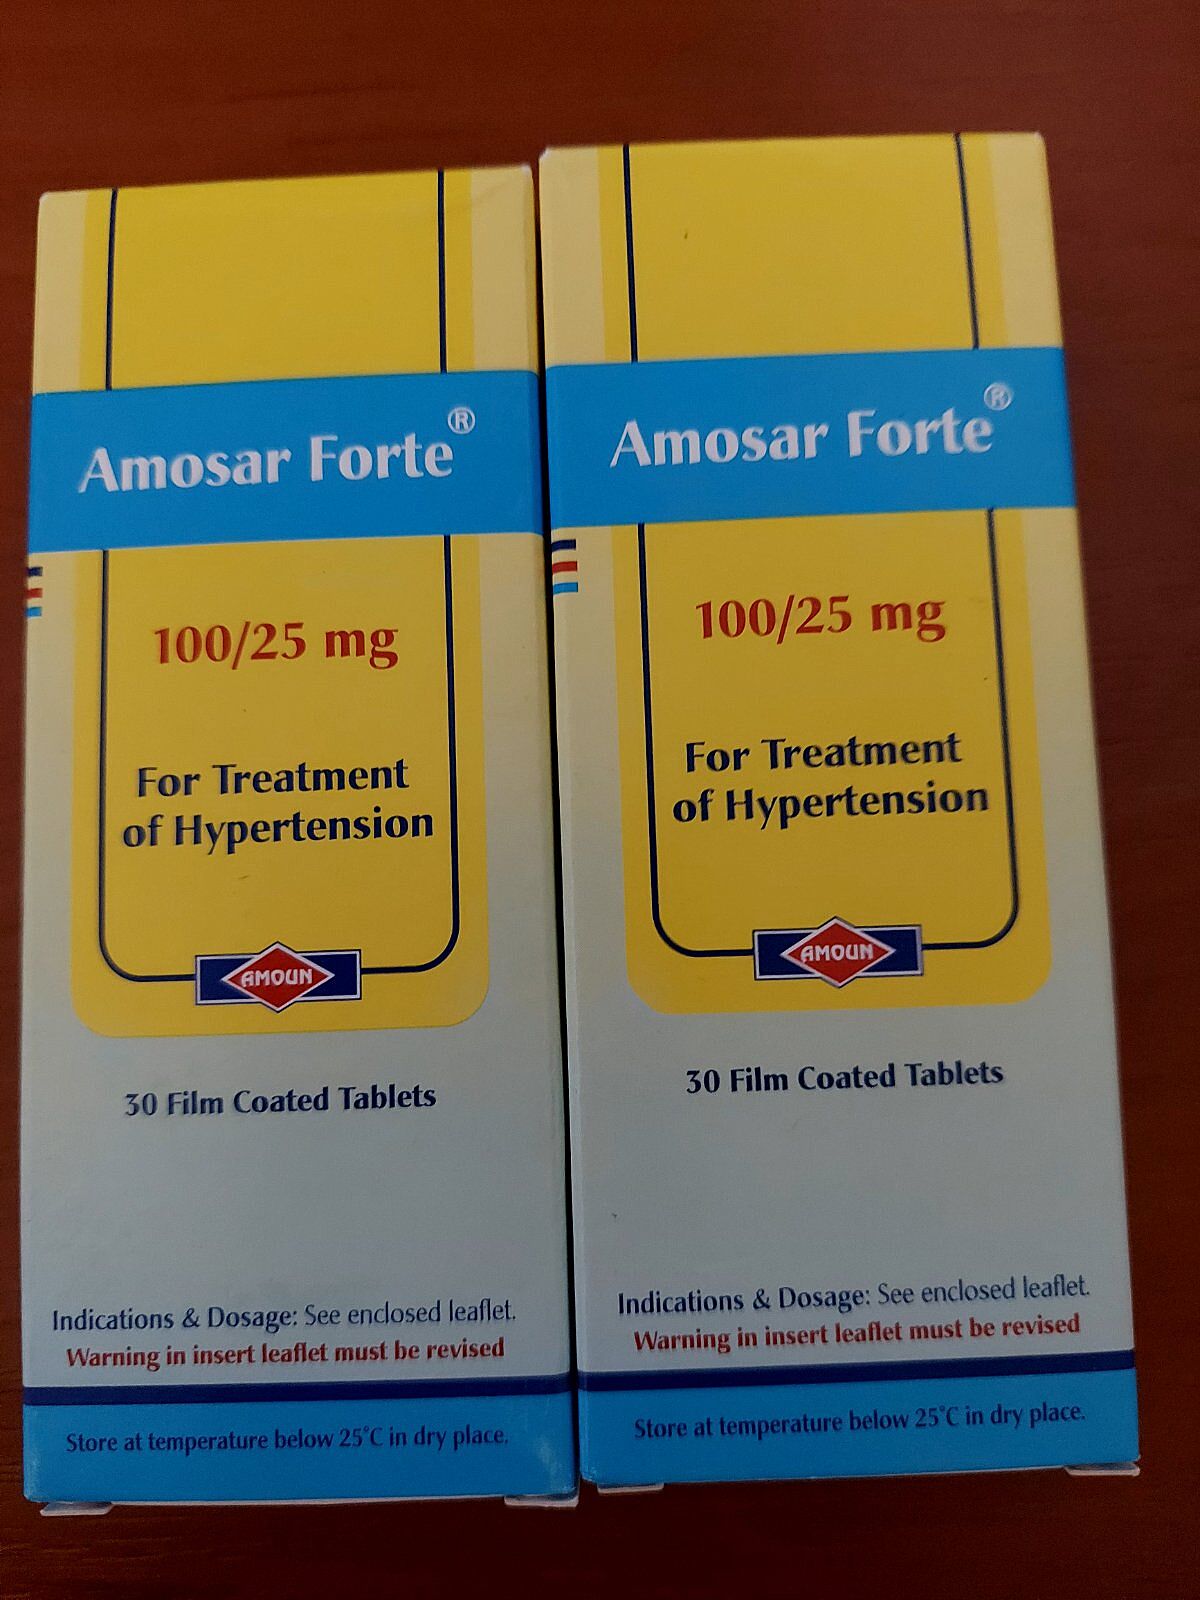 Amosar Forte®
100/25 mg
For Treatment
of Hypertension
AMOUN
30 Film Coated Tablets
Indications & Dosage: See enclosed leaflet.
Warning in insert leaflet must be revised
Store at temperature below 25°C in dry place.
Amosar Forte®
100/25 mg
For Treatment
of Hypertension
AMOUN
30 Film Coated Tablets
Indications & Dosage: See enclosed leaflet.
Warning in insert leaflet must be revised
Store at temperature below 25°C in dry place.